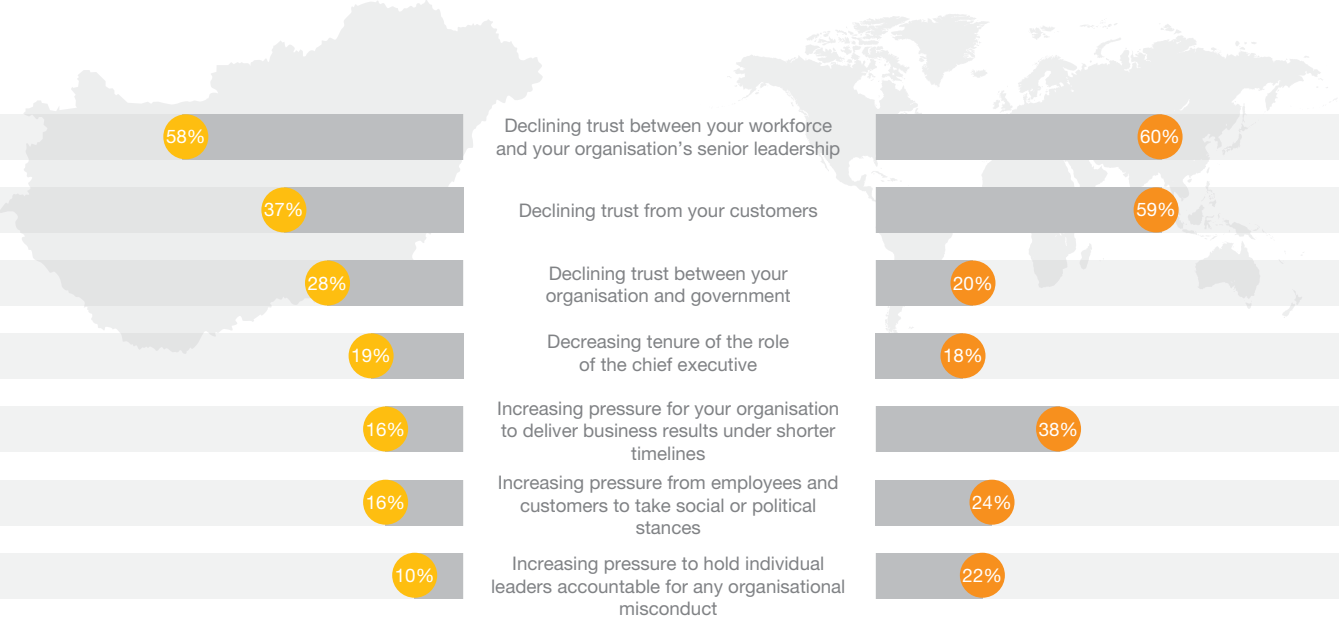 58%
Declining trust between your workforce
and your organisation's senior leadership
60%
37%
Declining trust from your customers
59%
28%
Declining trust between your
organisation and government
20%
19%
Decreasing tenure of the role
of the chief executive
18%
16%
Increasing pressure for your organisation
to deliver business results under shorter
timelines
38%
16%
Increasing pressure from employees and
customers to take social or political
stances
24%
10%
Increasing pressure to hold individual
leaders accountable for any organisational
misconduct
22%